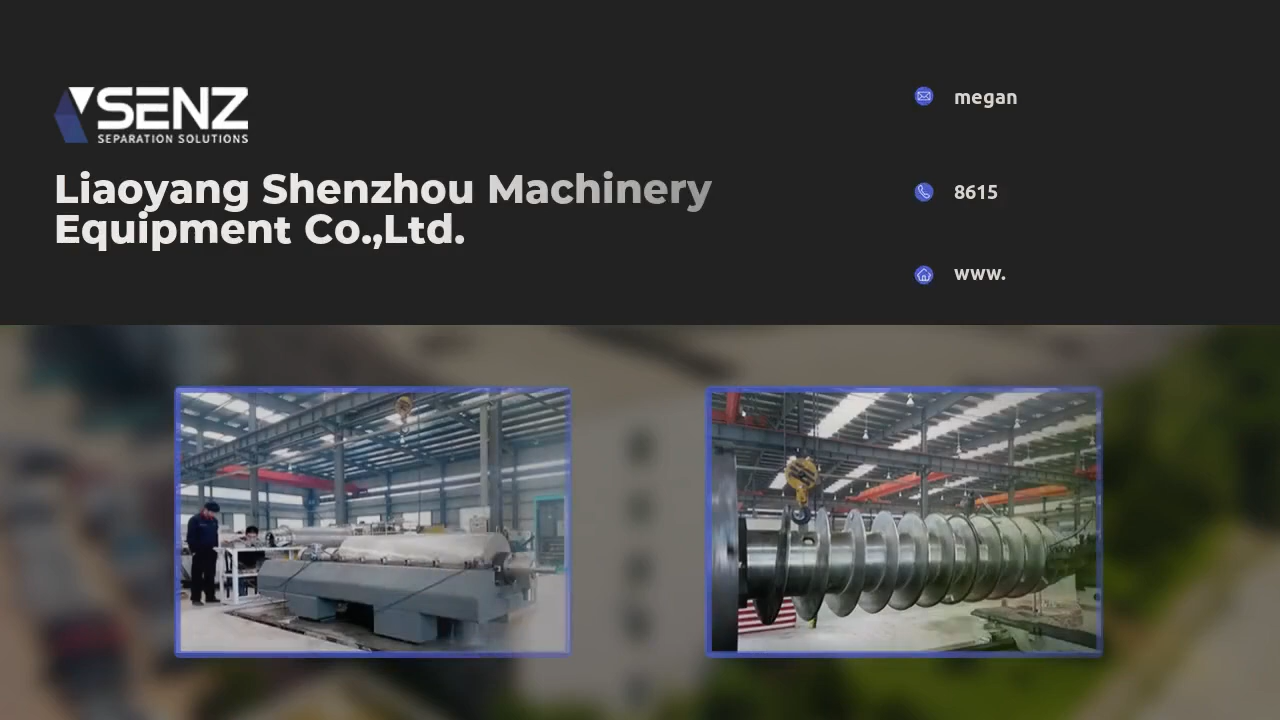 SENZ
SEPARATION SOLUTIONS
Liaoyang Shenzhou Machinery
Equipment Co.,Ltd.
megan
8615
www.